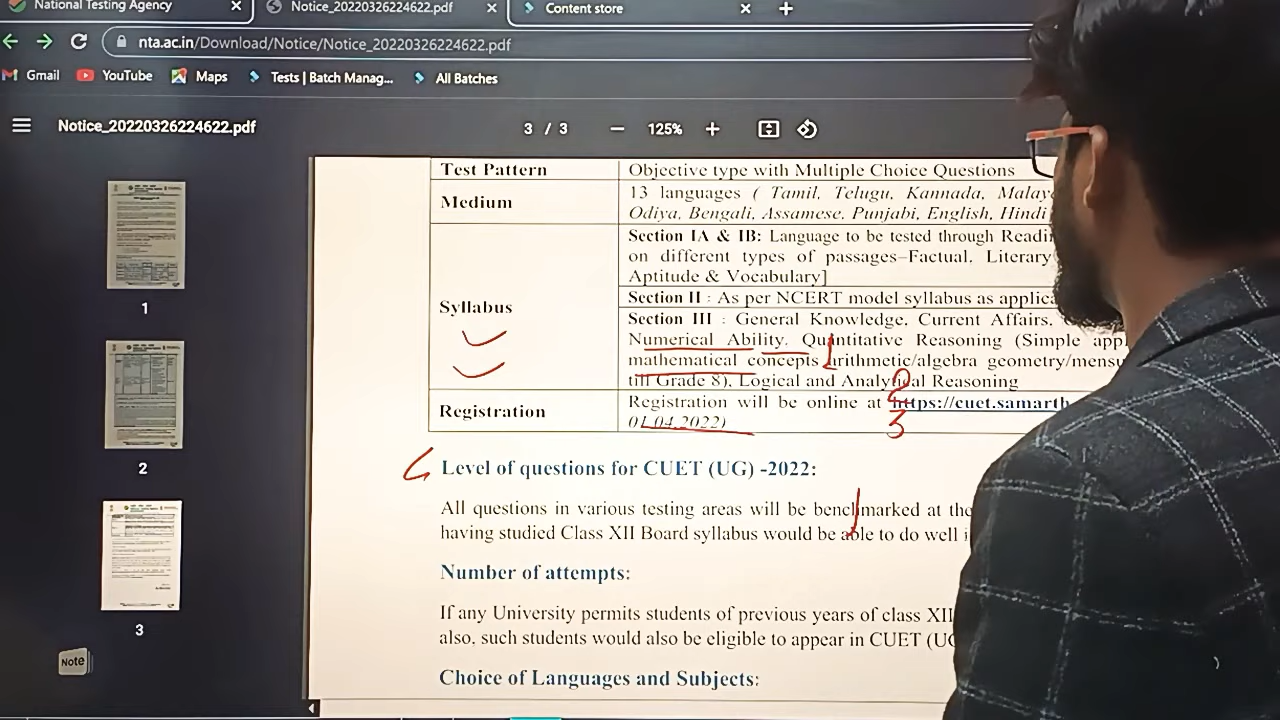 National Testing Agency
Notice_20220326224622.pdf
Content store
nta.ac.in/Download/Notice/Notice_20220326224622.pdf
Gmail
YouTube
Maps
Tests | Batch Manag...
All Batches
Notice_20220326224622.pdf
3 / 3
125%
1
2
3
Note
Test Pattern
Objective type with Multiple Choice Questions
Medium
13 languages ( Tamil, Telugu, Kannada,
Odiya, Bengali, Assamese, Punjabi, English, Hindi
Syllabus
Section IA & IB: Language to be tested through
on different types of passages–Factual. Literary
Aptitude & Vocabulary]
Section II : As per NCERT model syllabus as
Section III : General Knowledge. Current Affairs.
Numerical Ability. Quantitative Reasoning (Simple
mathematical concepts arithmetic/algebra geometry/
till Grade 8), Logical and Analytical Reasoning
Registration
Registration will be online at https://cuet.samarth
01.04.2022)
1
2
3
Level of questions for CUET (UG) -2022:
All questions in various testing areas will be benchmarked at the
having studied Class XII Board syllabus would be able to do well
Number of attempts:
If any University permits students of previous years of class XII
also, such students would also be eligible to appear in CUET
Choice of Languages and Subjects: